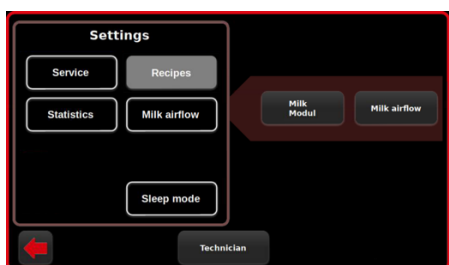 Settings
Service
Recipes
Statistics
Milk airflow
Milk
Modul
Milk airflow
Sleep mode
Technician